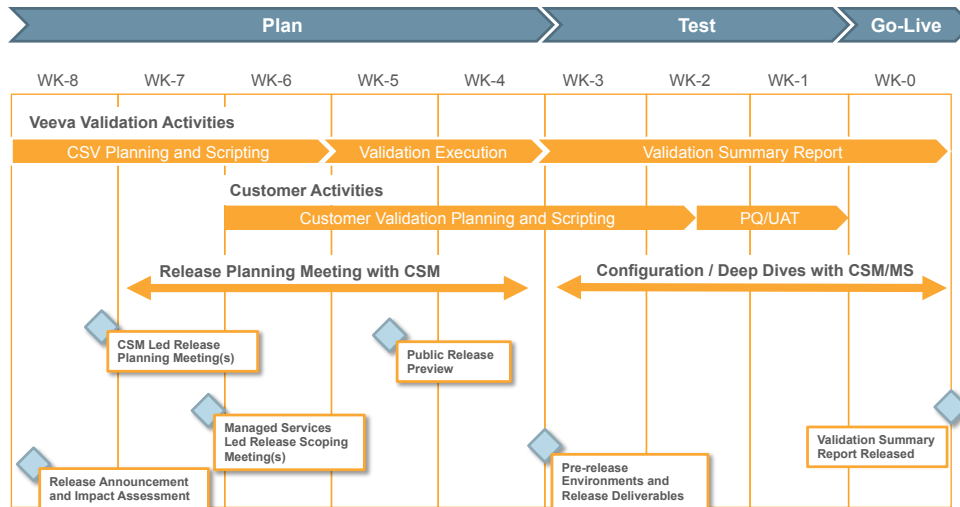 Plan
Test
Go-Live
WK-8
WK-7
WK-6
WK-5
WK-4
WK-3
WK-2
WK-1
WK-0
Veeva Validation Activities
CSV Planning and Scripting
Validation Execution
Validation Summary Report
Customer Activities
Customer Validation Planning and Scripting
PQ/UAT
Release Planning Meeting with CSM
Configuration / Deep Dives with CSM/MS
CSM Led Release
Planning Meeting(s)
Public Release
Preview
Managed Services
Led Release Scoping
Meeting(s)
Validation Summary
Report Released
Release Announcement
and Impact Assessment
Pre-release
Environments and
Release Deliverables